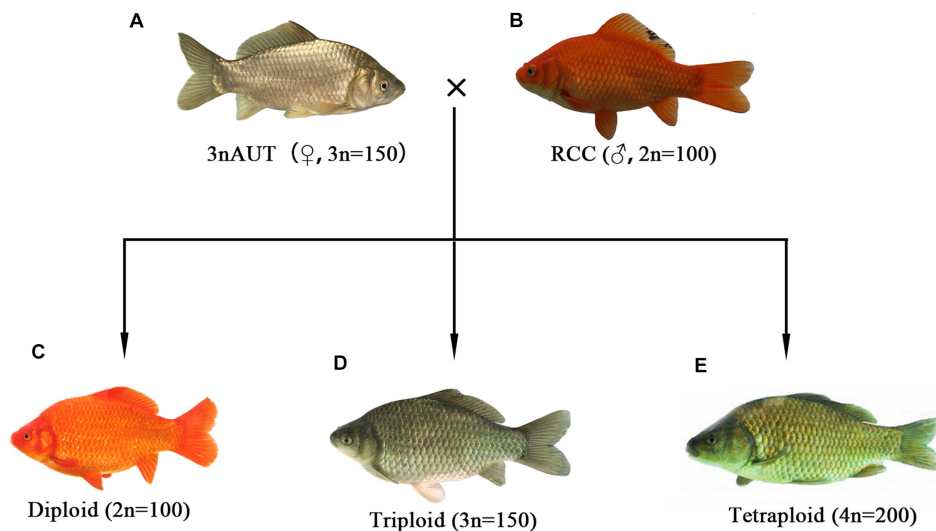 A
B
×
3nAUT (♀, 3n=150)
RCC (♂, 2n=100)
C
D
E
Diploid (2n=100)
Triploid (3n=150)
Tetraploid (4n=200)